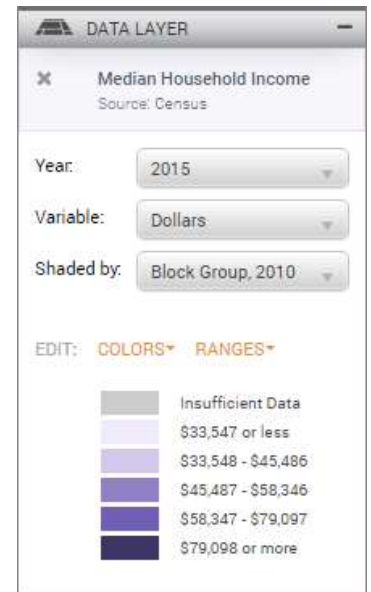 DATA LAYER
Median Household Income
Source: Census
Year: 2015
Variable: Dollars
Shaded by: Block Group, 2010
EDIT: COLORS RANGES
Insufficient Data
$33,547 or less
$33,548 - $45,486
$45,487 - $58,346
$58,347 - $79,097
$79,098 or more